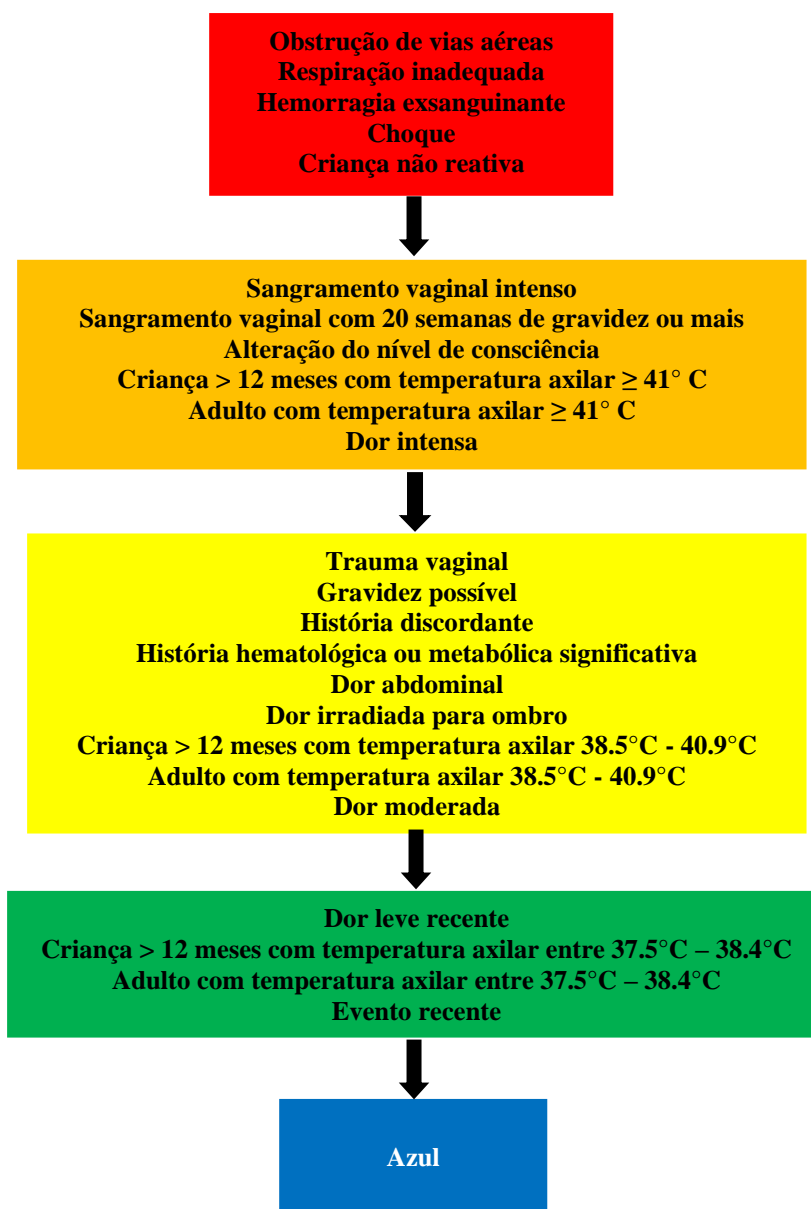 Obstrução de vias aéreas
Respiração inadequada
Hemorragia exsanguinante
Choque
Criança não reativa
Sangramento vaginal intenso
Sangramento vaginal com 20 semanas de gravidez ou mais
Alteração do nível de consciência
Criança > 12 meses com temperatura axilar ≥ 41° C
Adulto com temperatura axilar ≥ 41° C
Dor intensa
Trauma vaginal
Gravidez possível
História discordante
História hematológica ou metabólica significativa
Dor abdominal
Dor irradiada para ombro
Criança > 12 meses com temperatura axilar 38.5°C - 40.9°C
Adulto com temperatura axilar 38.5°C - 40.9°C
Dor moderada
Dor leve recente
Criança > 12 meses com temperatura axilar entre 37.5°C – 38.4°C
Adulto com temperatura axilar entre 37.5°C – 38.4°C
Evento recente
Azul